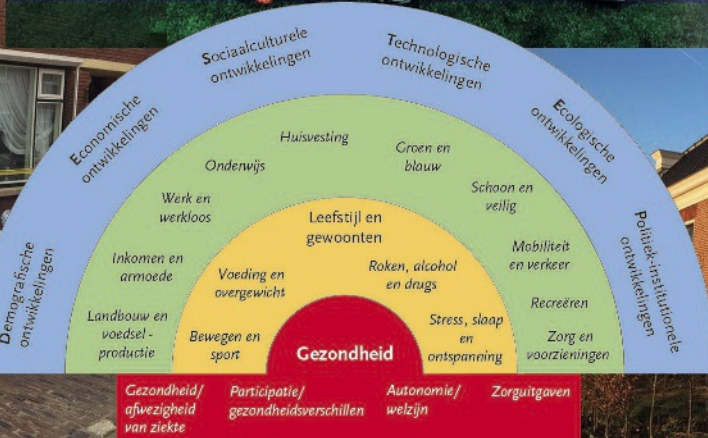 Demografische
ontwikkelingen
Economische
ontwikkelingen
Sociaalculturele
ontwikkelingen
Technologische
ontwikkelingen
Ecologische
ontwikkelingen
Politiek-institutionele
ontwikkelingen
Landbouw en
voedsel-
productie
Inkomen en
armoede
Werk en
werkloos
Onderwijs
Huisvesting
Groen en
blauw
Schoon en
veilig
Mobiliteit
en verkeer
Recreëren
Zorg en
voorzieningen
Bewegen en
sport
Voeding en
overgewicht
Leefstijl en
gewoonten
Roken, alcohol
en drugs
Stress, slaap
en
ontspanning
Gezondheid
Gezondheid/
afwezigheid
van ziekte
Participatie/
gezondheidsverschillen
Autonomie/
welzijn
Zorguitgaven